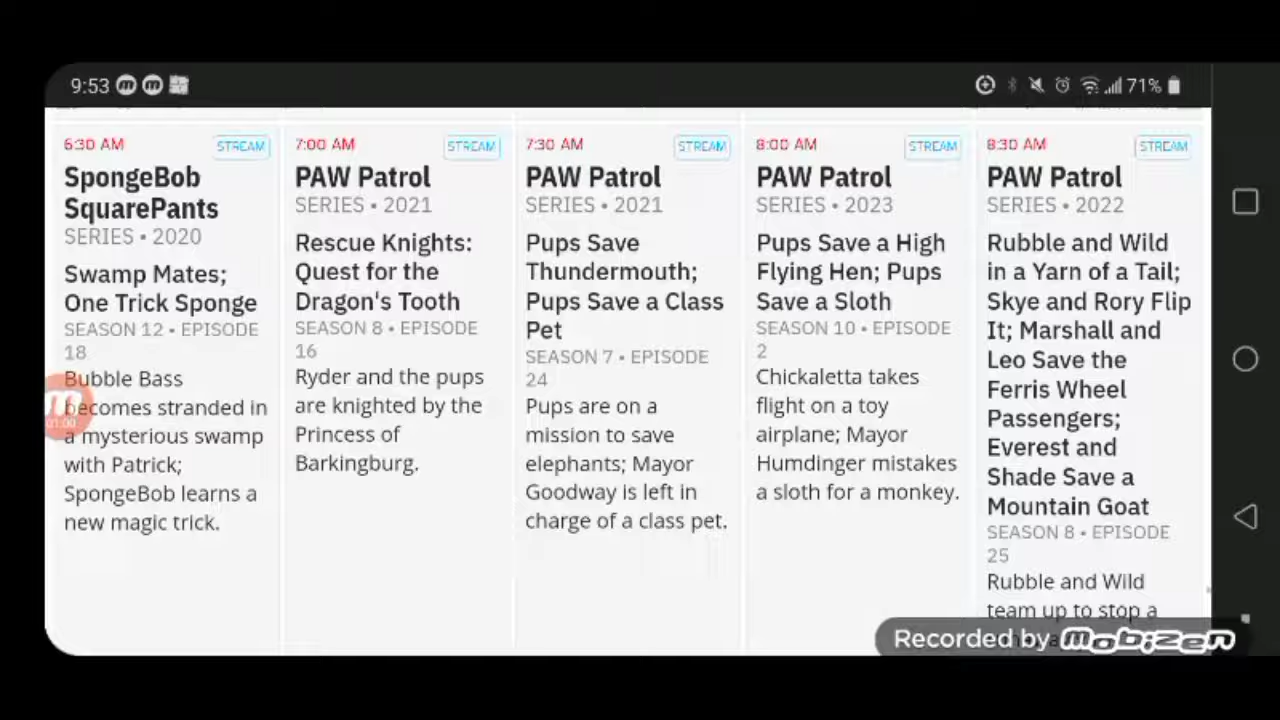 9:53
71%
6:30 AM
STREAM
SpongeBob
SquarePants
SERIES • 2020
Swamp Mates;
One Trick Sponge
SEASON 12 • EPISODE
18
Bubble Bass
becomes stranded in
a mysterious swamp
with Patrick;
SpongeBob learns a
new magic trick.
01:00
7:00 AM
STREAM
PAW Patrol
SERIES • 2021
Rescue Knights:
Quest for the
Dragon's Tooth
SEASON 8 • EPISODE
16
Ryder and the pups
are knighted by the
Princess of
Barkingburg.
7:30 AM
STREAM
PAW Patrol
SERIES • 2021
Pups Save
Thundermouth;
Pups Save a Class
Pet
SEASON 7 • EPISODE
24
Pups are on a
mission to save
elephants; Mayor
Goodway is left in
charge of a class pet.
8:00 AM
STREAM
PAW Patrol
SERIES • 2023
Pups Save a High
Flying Hen; Pups
Save a Sloth
SEASON 10 • EPISODE
2
Chickaletta takes
flight on a toy
airplane; Mayor
Humdinger mistakes
a sloth for a monkey.
8:30 AM
STREAM
PAW Patrol
SERIES • 2022
Rubble and Wild
in a Yarn of a Tail;
Skye and Rory Flip
It; Marshall and
Leo Save the
Ferris Wheel
Passengers;
Everest and
Shade Save a
Mountain Goat
SEASON 8 • EPISODE
25
Rubble and Wild
team up to stop a
Recorded by Mobizen